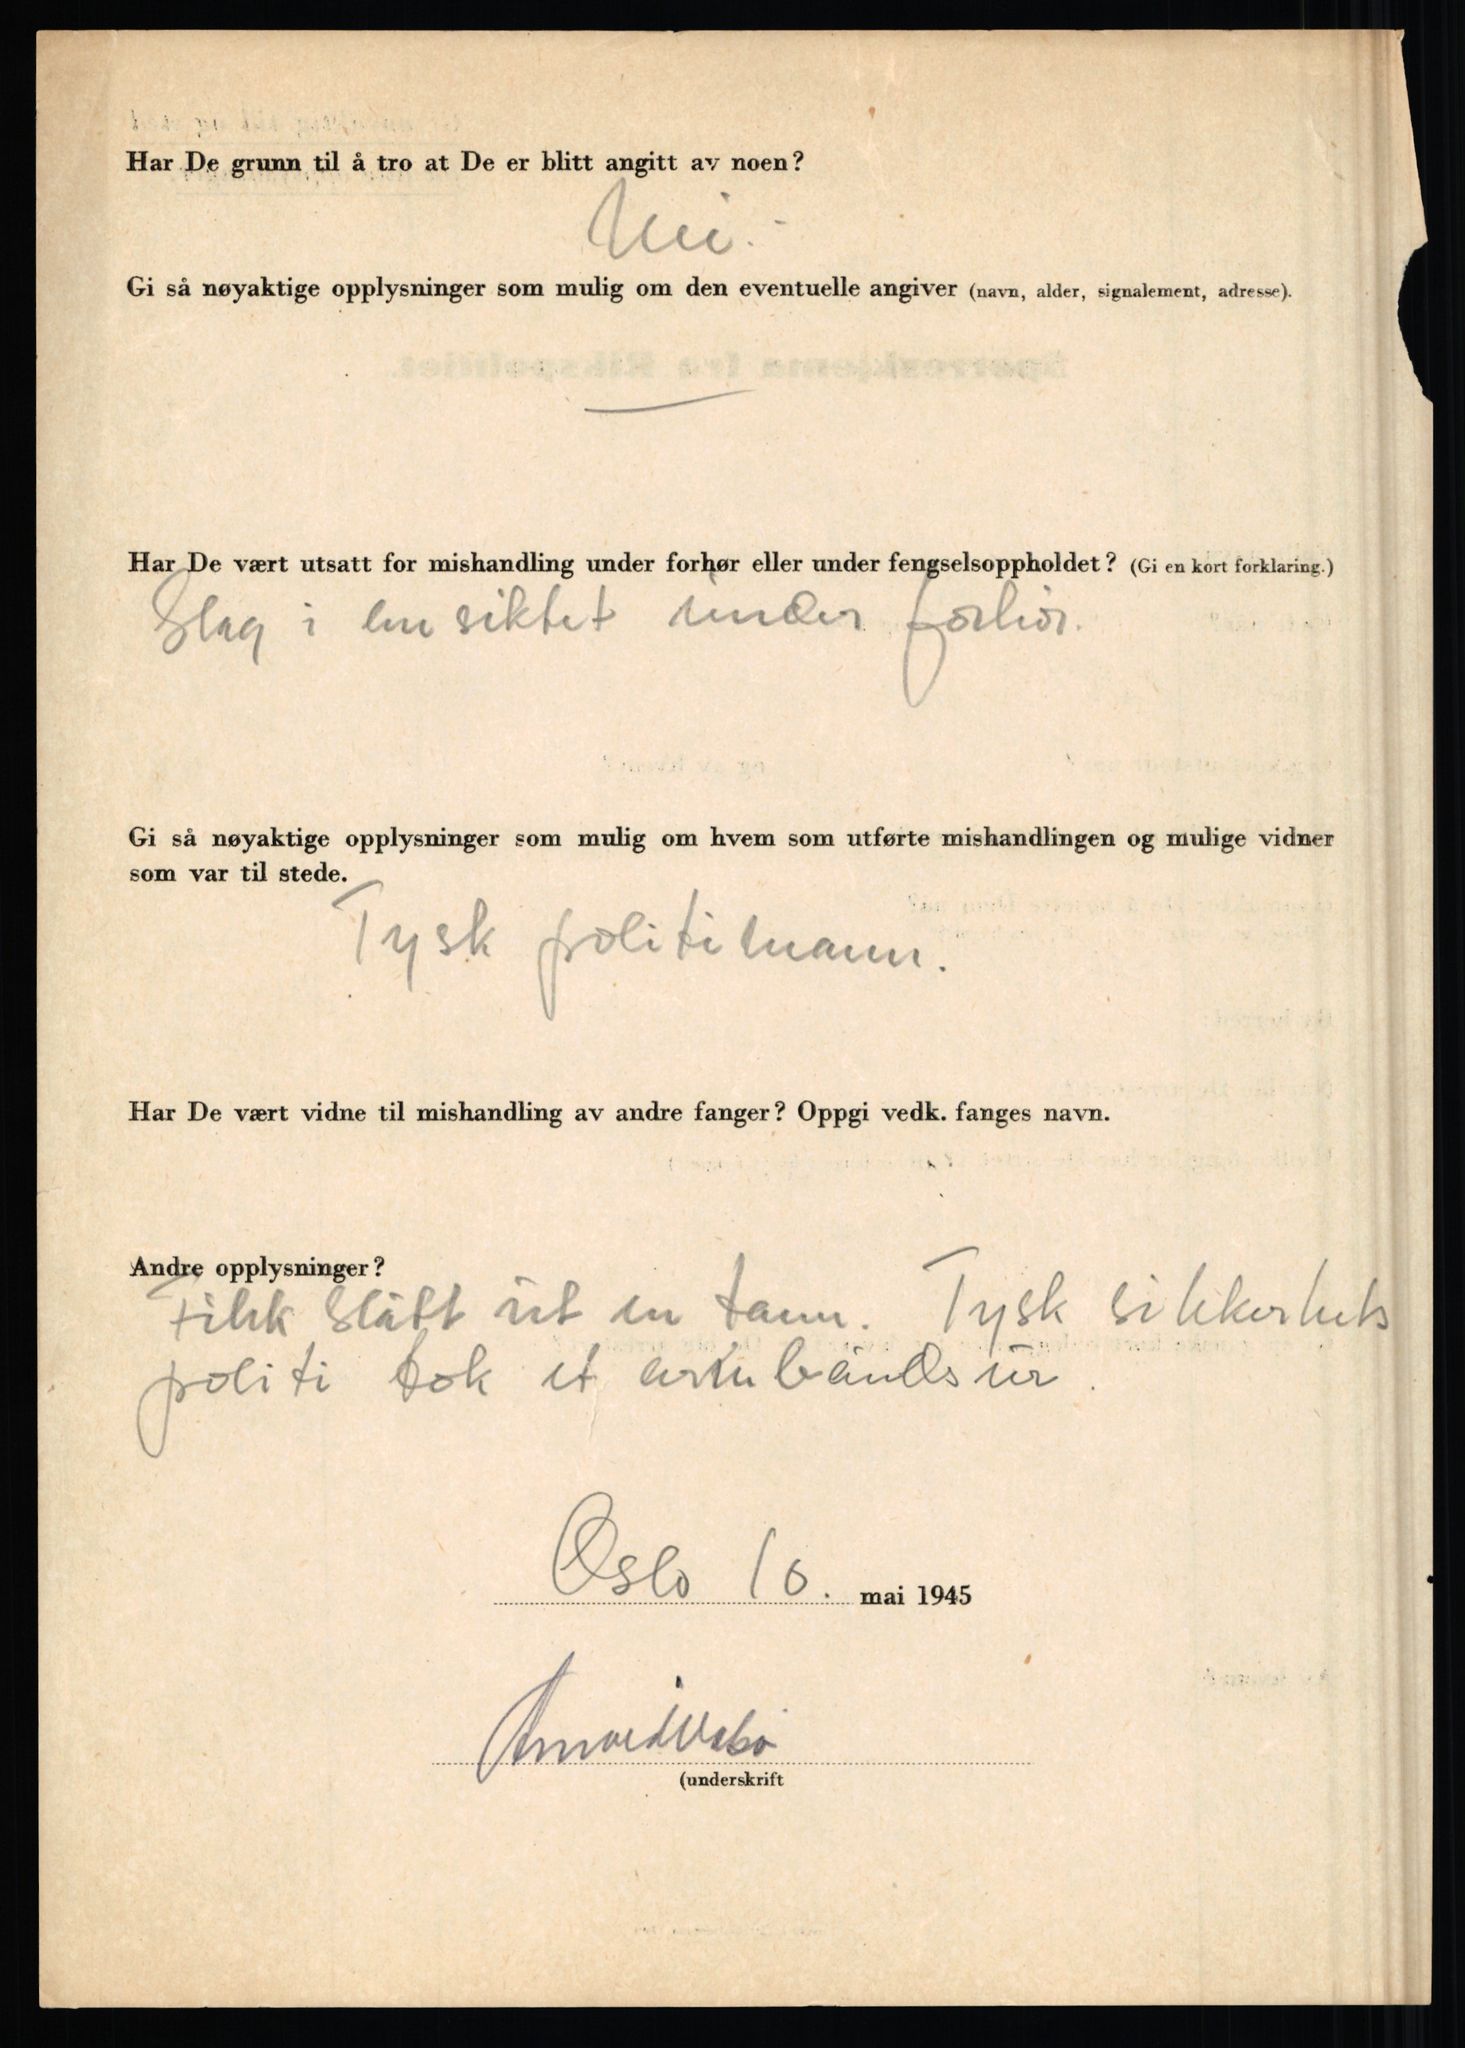 Har De grunn til å tro at De er blitt angitt av noen?
Nei.-
Gi så nøyaktige opplysninger som mulig om den eventuelle angiver (navn, alder, signalement, adresse).
Har De vært utsatt for mishandling under forhør eller under fengselsoppholdet? (Gi en kort forklaring.)
Slag i ansiktet under forhør.
Gi så nøyaktige opplysninger som mulig om hvem som utførte mishandlingen og mulige vidner
som var til stede.
Tysk politimann.
Har De vært vidne til mishandling av andre fanger? Oppgi vedk. fanges navn.
Andre opplysninger?
Fikk slått ut en tann. Tysk sikkerhets
politi tok et armbåndsur.
Oslo 10. mai 1945
(underskrift